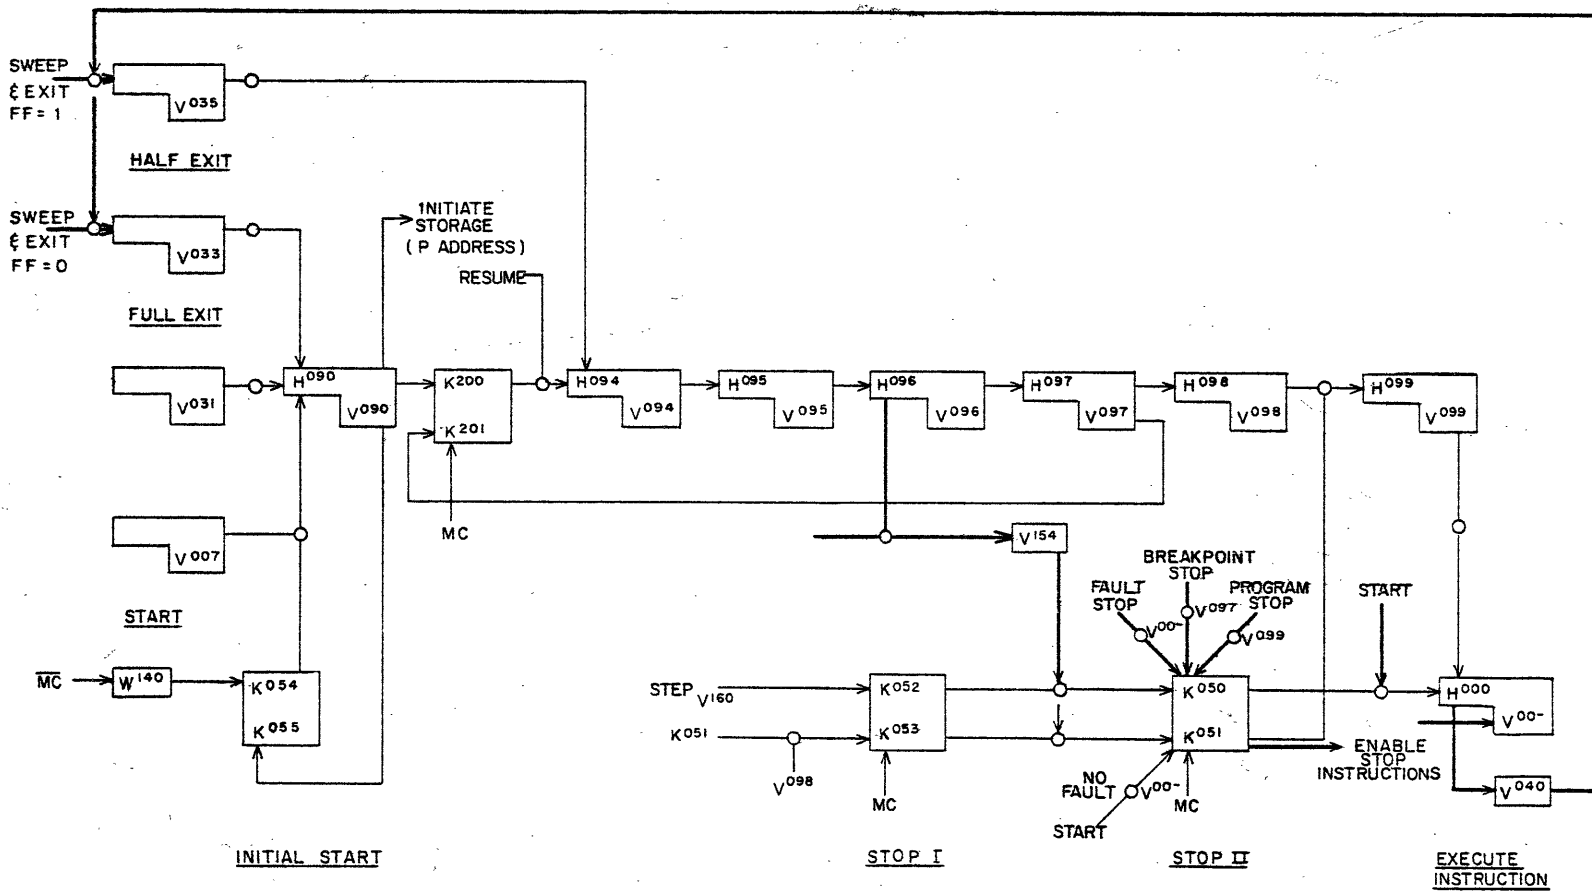 SWEEP
& EXIT
FF = 1
V035
HALF EXIT
SWEEP
& EXIT
FF = 0
V033
INITIATE
STORAGE
( P ADDRESS )
RESUME
FULL EXIT
V031
H090
V090
K200
K201
MC
H094
V094
H095
V095
H096
V096
H097
V097
H098
V098
H099
V099
V007
START
MC
W140
K054
K055
INITIAL START
V154
STEP
V160
K051
V098
K052
K053
MC
STOP I
FAULT
STOP
V00-
BREAKPOINT
STOP
V097
PROGRAM
STOP
V099
K050
K051
NO
FAULT
V00-
START
MC
STOP II
START
ENABLE
STOP
INSTRUCTIONS
H000
V00-
V040
EXECUTE
INSTRUCTION